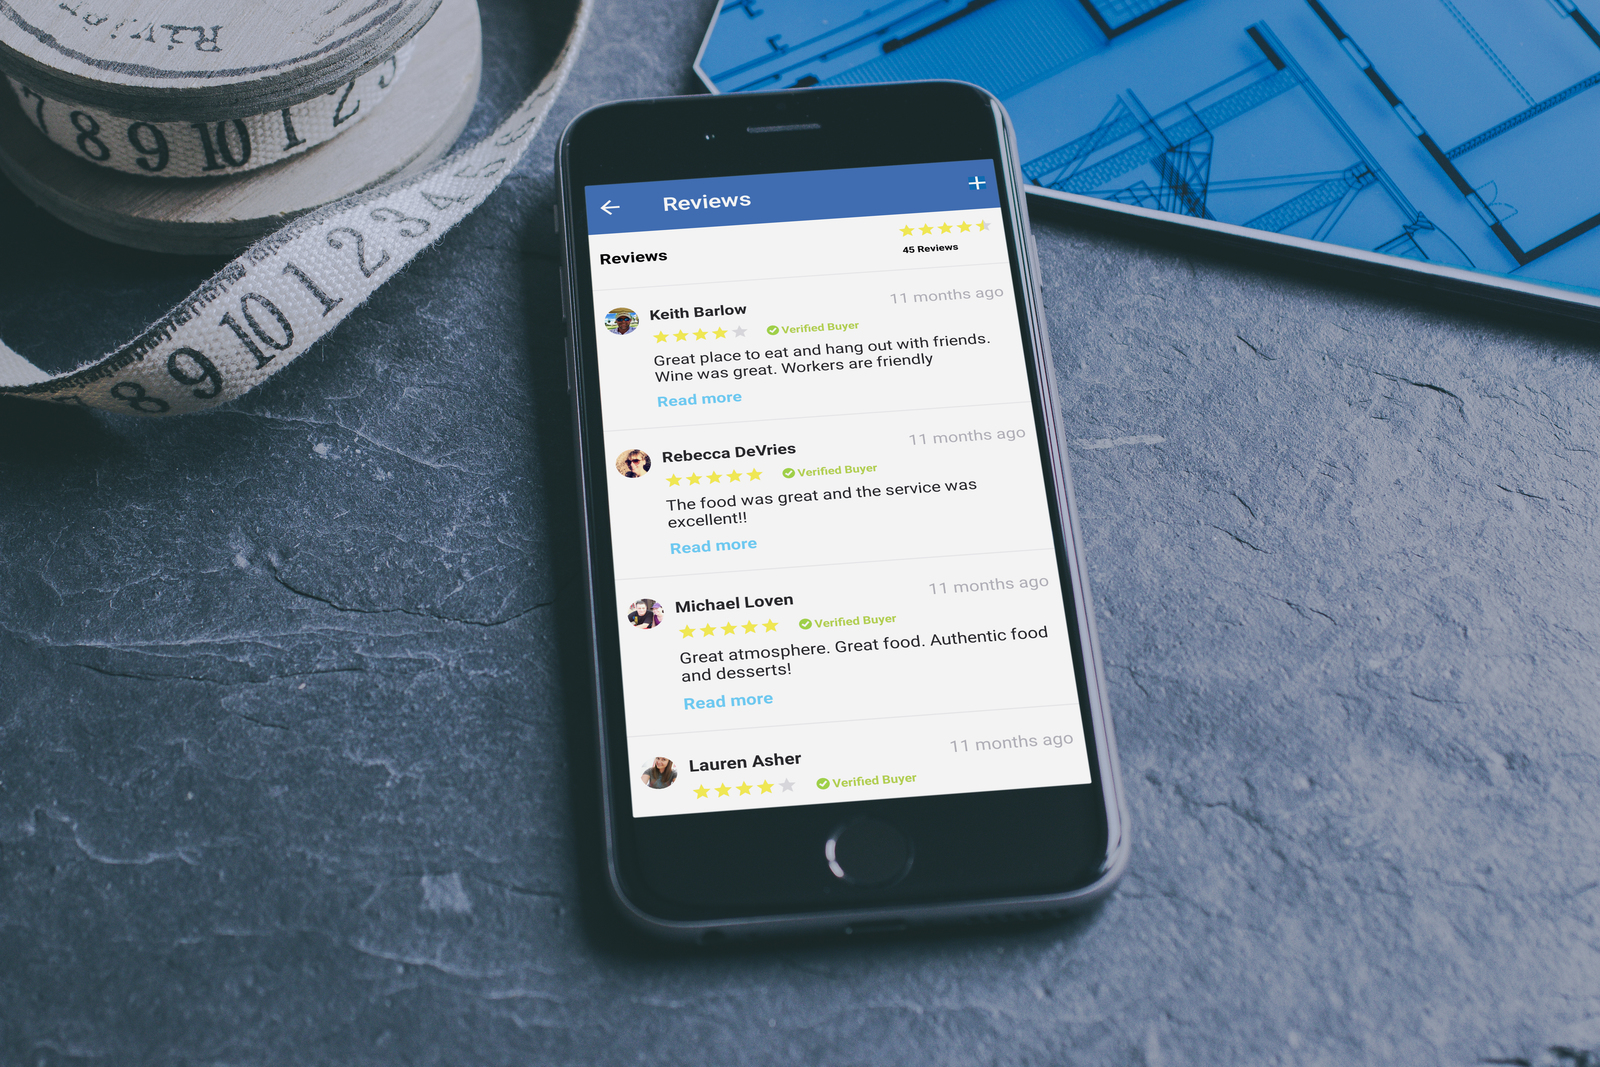 Rivièr
7 8 9 10 1 2 3
8 9 10 1 2 3 4 5 6
Reviews
Reviews
45 Reviews
Keith Barlow
11 months ago
Verified Buyer
Great place to eat and hang out with friends.
Wine was great. Workers are friendly
Read more
Rebecca DeVries
11 months ago
Verified Buyer
The food was great and the service was
excellent!!
Read more
Michael Loven
11 months ago
Verified Buyer
Great atmosphere. Great food. Authentic food
and desserts!
Read more
Lauren Asher
11 months ago
Verified Buyer